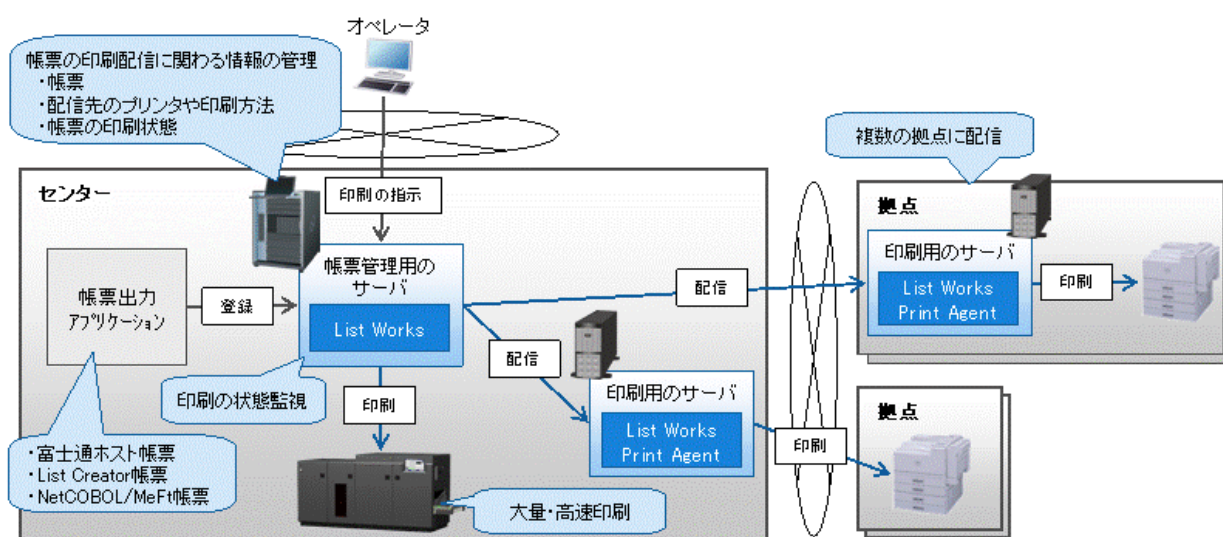 オペレータ
帳票の印刷配信に関わる情報の管理
・帳票
・配信先のプリンタや印刷方法
・帳票の印刷状態
複数の拠点に配信
センター
印刷の指示
拠点
帳票管理用の
サーバ
印刷用のサーバ
帳票出力
アプリケーション
登録
配信
List Works
Print Agent
印刷
List Works
配信
印刷の状態監視
印刷
印刷用のサーバ
List Works
Print Agent
印刷
拠点
・富士通ホスト帳票
・List Creator帳票
・NetCOBOL/MeFt帳票
大量・高速印刷